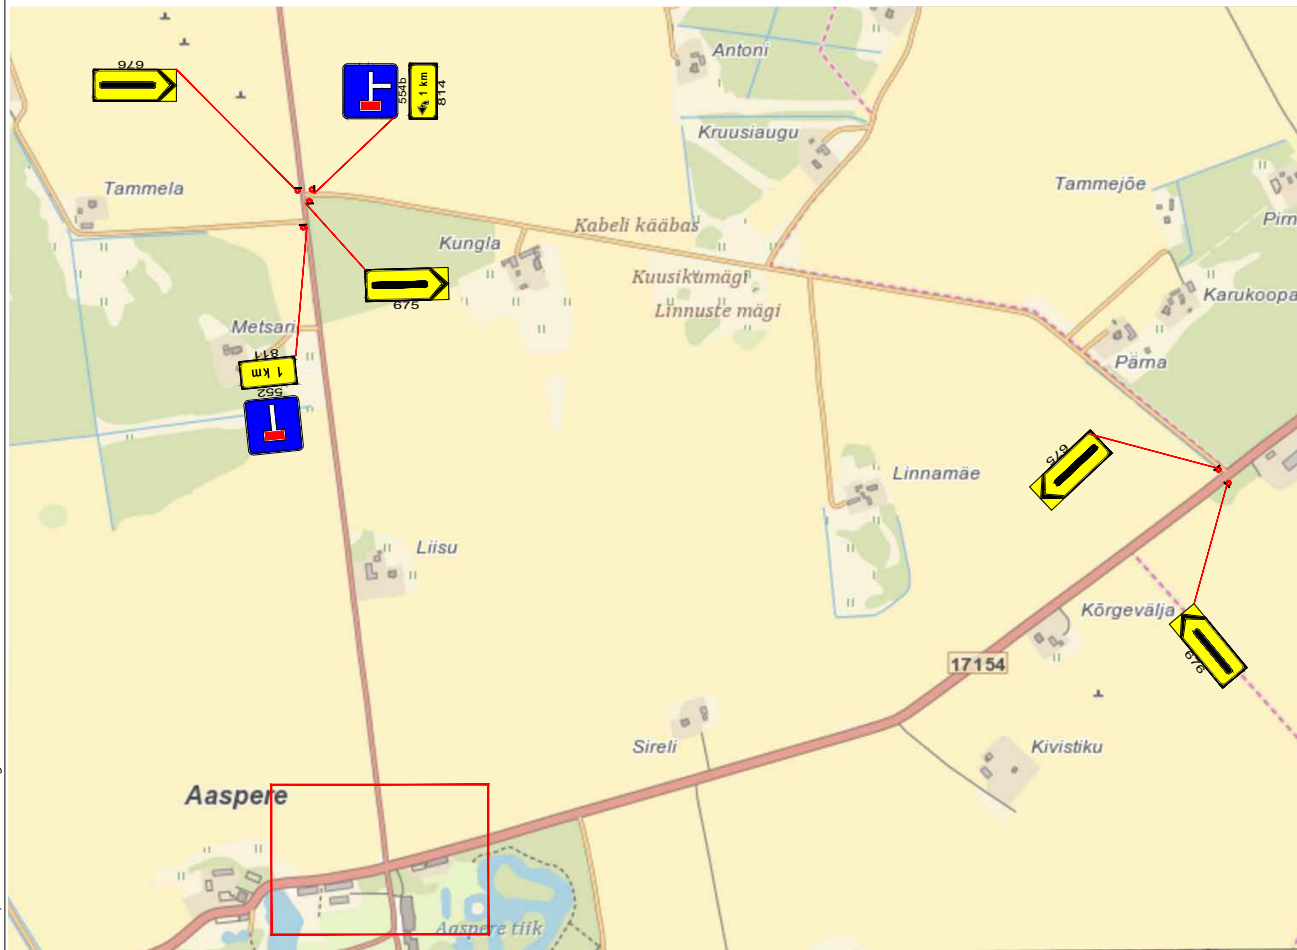 Antoni
676
554b
1 km
814
Kruusiaugu
Tammela
Tammejõe
Pirn
Kabeli kääbas
Kungla
Kuusikumägi
Linnuste mägi
675
Karukoopa
Metsari
811
1 km
552
Pärna
675
Linnamäe
Liisu
Kõrgevälja
676
17154
Sireli
Kivistiku
Aaspere
Aaspere tiik